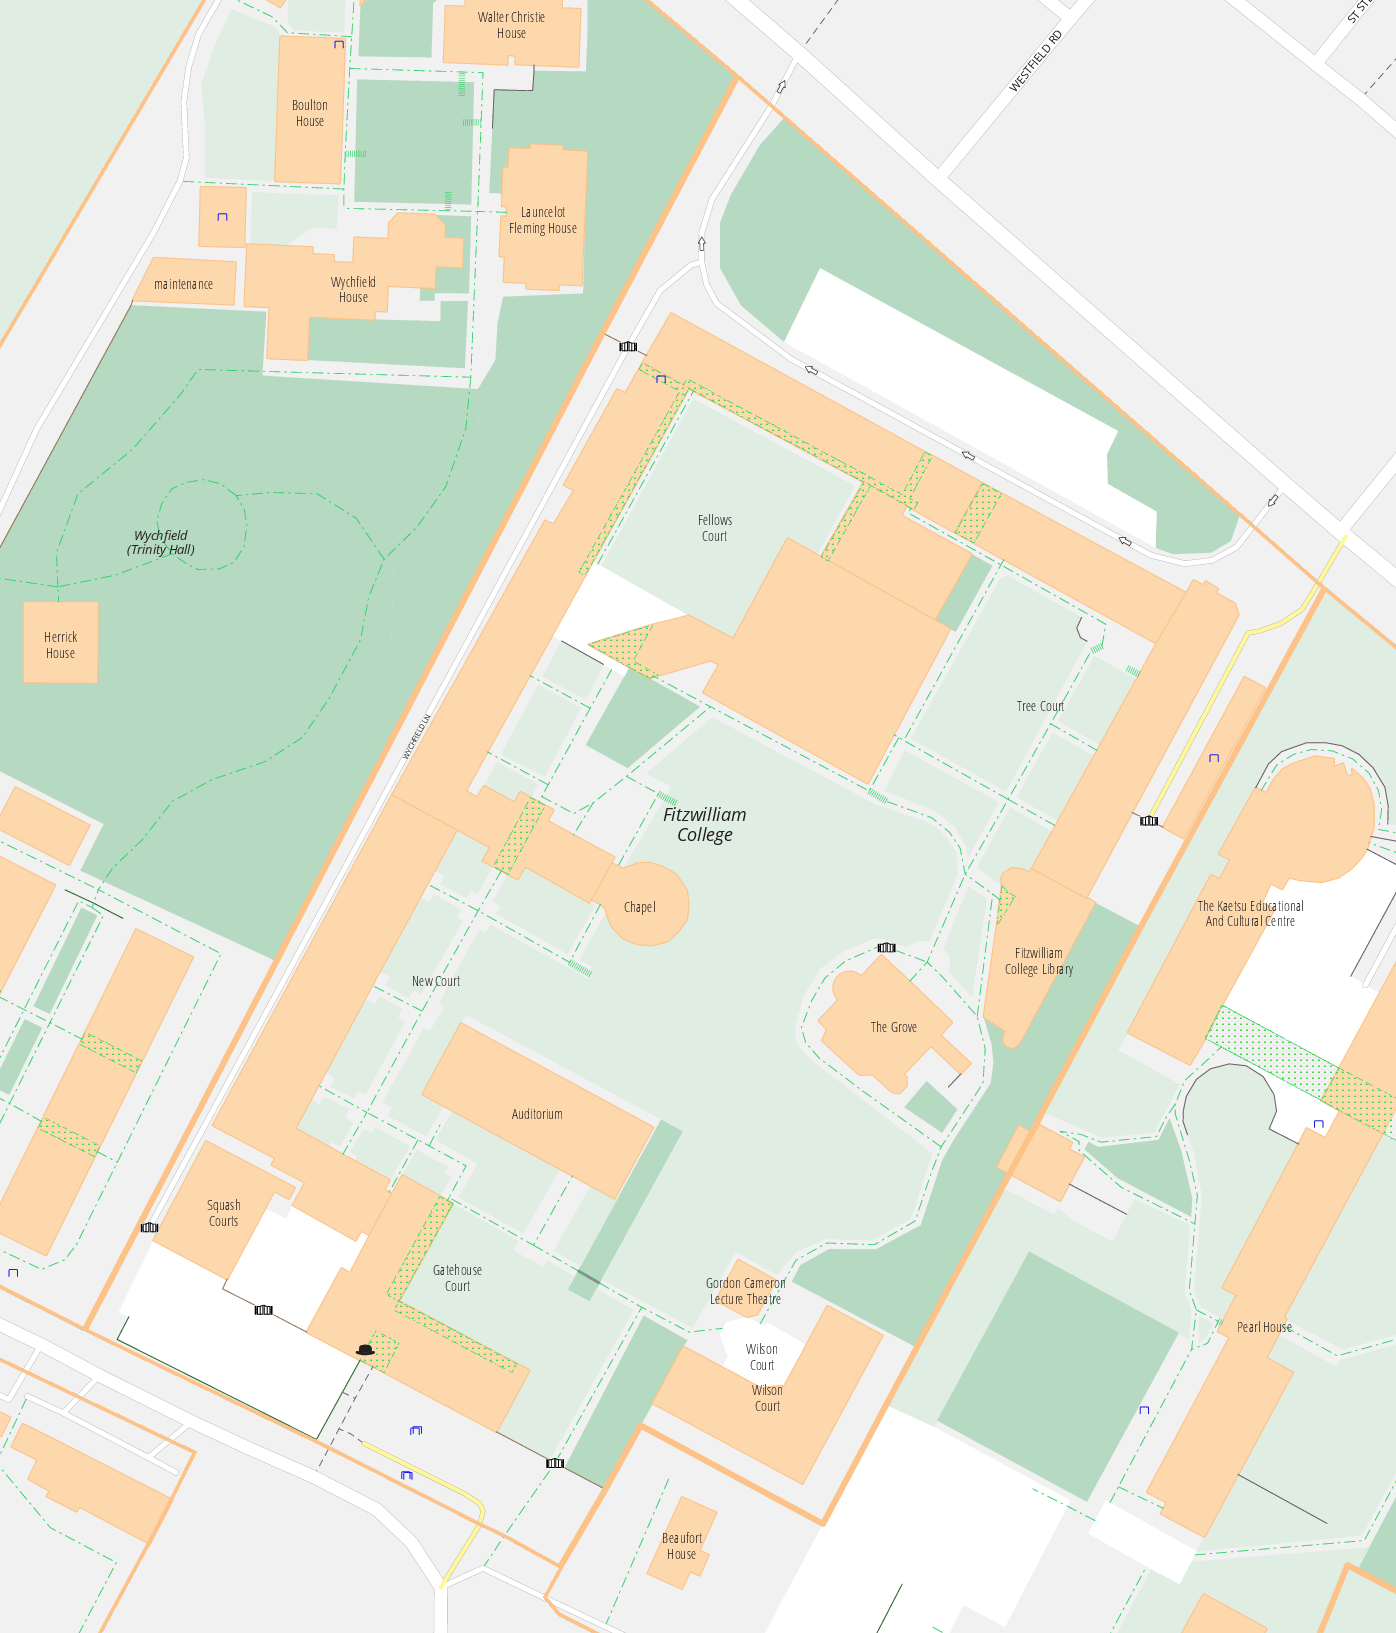 Walter Christie
House
WESTFIELD RD
Boulton
House
Launcelot
Fleming House
maintenance
Wychfield
House
Wychfield
(Trinity Hall)
Fellows
Court
Herrick
House
Tree Court
WYCHFIELD LN
Fitzwilliam
College
Chapel
The Kaetsu Educational
And Cultural Centre
New Court
Fitzwilliam
College Library
The Grove
Auditorium
Squash
Courts
Gatehouse
Court
Gordon Cameron
Lecture Theatre
Pearl House
Wilson
Court
Wilson
Court
Beaufort
House